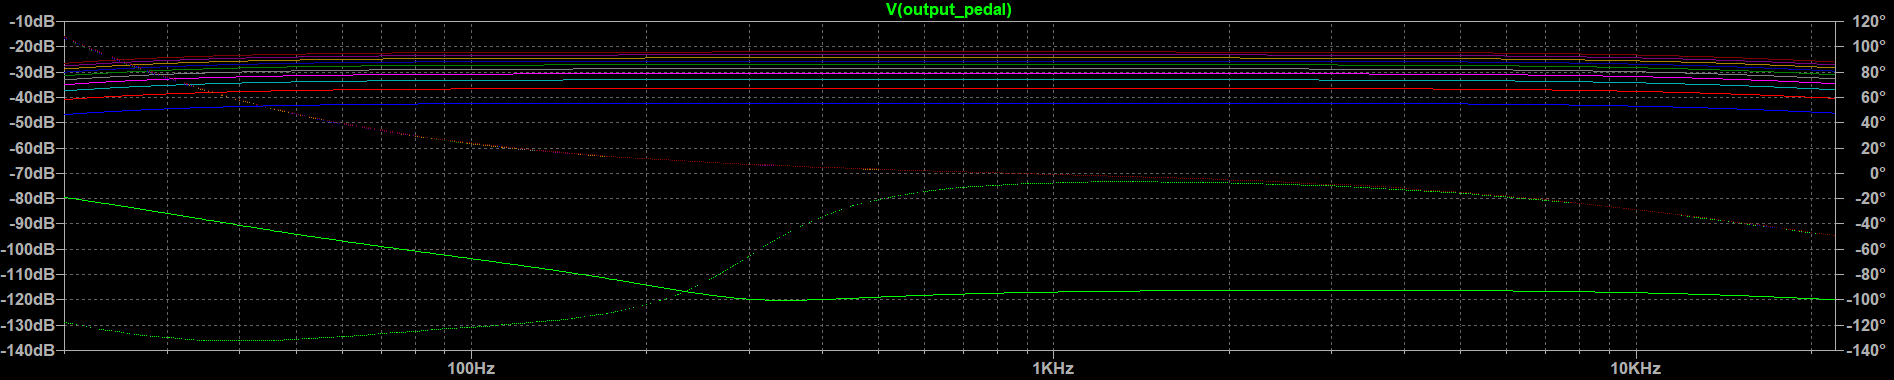 V(output_pedal)
-10dB 120°
-20dB 100°
-30dB 80°
-40dB 60°
-50dB 40°
-60dB 20°
-70dB 0°
-80dB -20°
-90dB -40°
-100dB -60°
-110dB -80°
-120dB -100°
-130dB -120°
-140dB -140°
100Hz 1KHz 10KHz